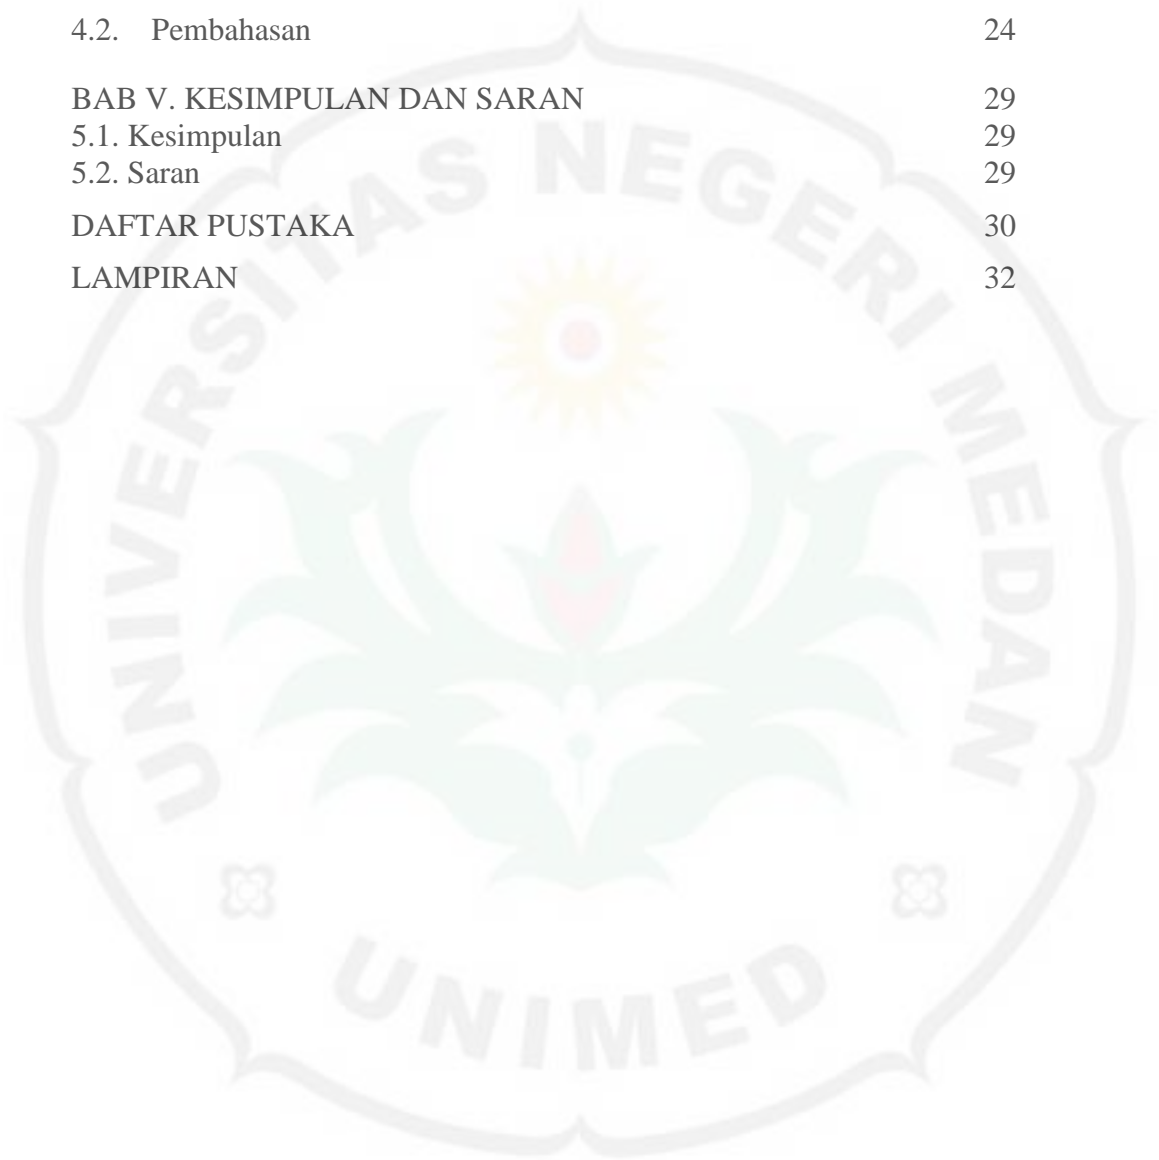 4.2. Pembahasan 24
BAB V. KESIMPULAN DAN SARAN 29
5.1. Kesimpulan 29
5.2. Saran 29
DAFTAR PUSTAKA 30
LAMPIRAN 32
UNIVERSITAS NEGERI MEDAN
UNIMED